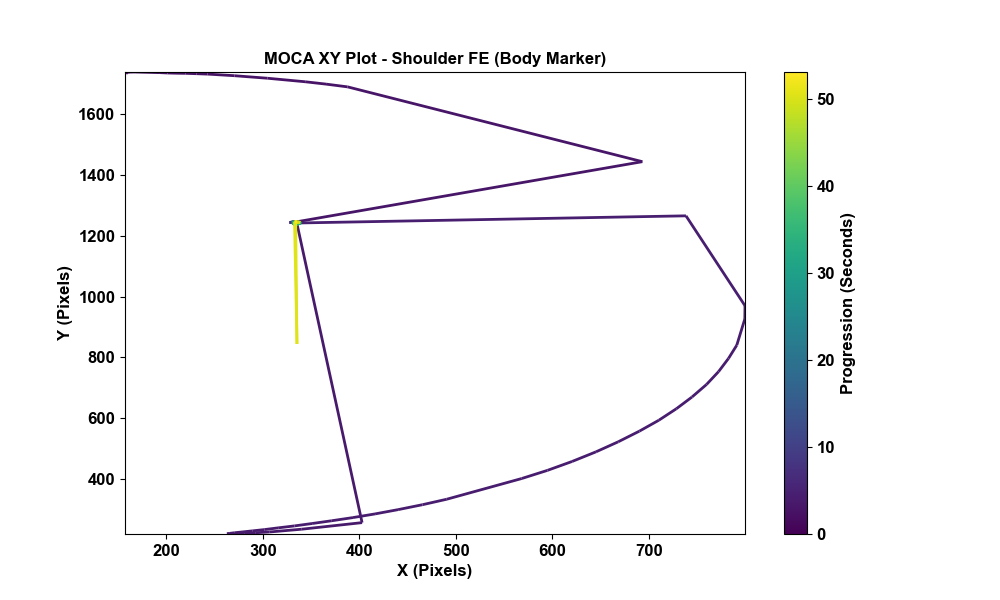 MOCA XY Plot - Shoulder FE (Body Marker)
1600
1400
1200
1000
800
600
400
Y (Pixels)
200 300 400 500 600 700
X (Pixels)
50
40
30
20
10
0
Progression (Seconds)